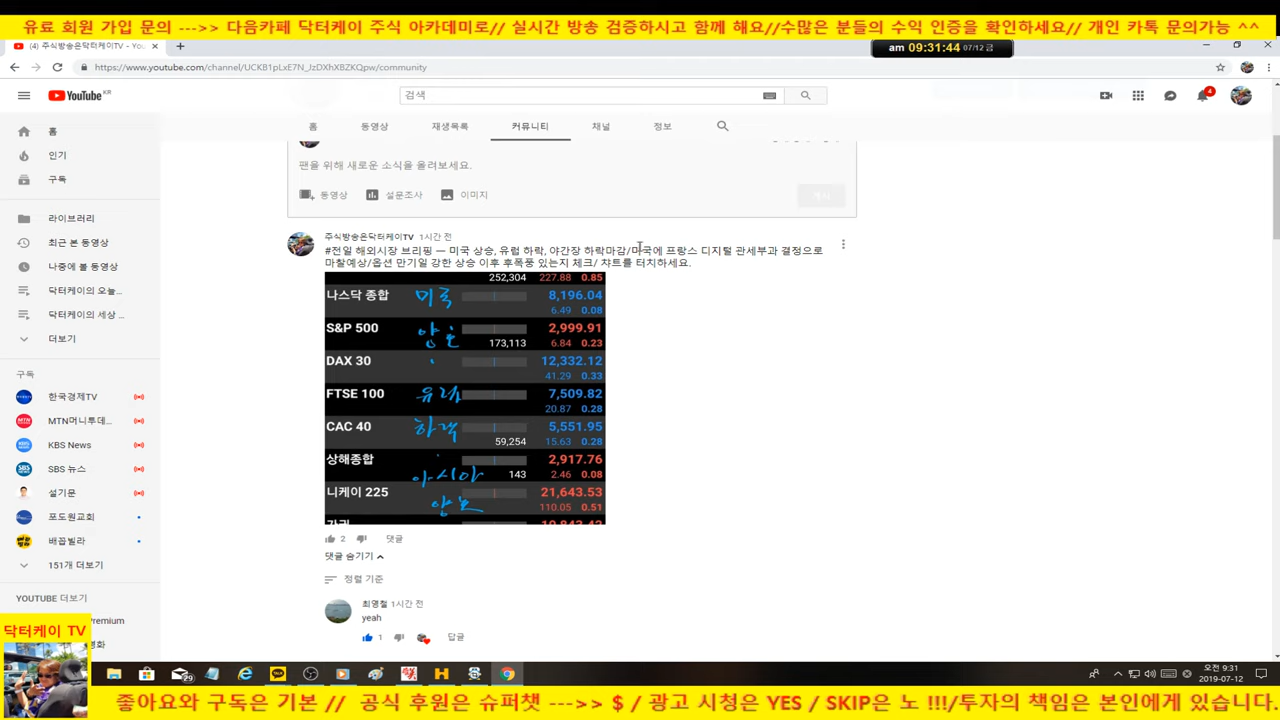 유료 회원 가입 문의 --->> 다음카페 닥터케이 주식 아카데미로// 실시간 방송 검증하시고 함께 해요//수많은 분들의 수익 인증을 확인하세요// 개인 카톡 문의가능 ^^
(4) 주식방송은닥터케이TV - You
am 09:31:44 07/12 금
https://www.youtube.com/channel/UCKB1pLxE7N_JzDXhXBZKQpw/community
YouTube KR
검색
4
홈 동영상 재생목록 커뮤니티 채널 정보
홈
인기
구독
라이브러리
최근 본 동영상
나중에 볼 동영상
닥터케이의 오늘...
닥터케이의 세상 ...
더보기
구독
한국경제TV
MTN머니투데...
KBS News
SBS 뉴스
설기문
포도원교회
배꼽빌라
151개 더보기
YOUTUBE 더보기
Premium
영화
팬을 위해 새로운 소식을 올려보세요.
동영상 설문조사 이미지
게시
주식방송은닥터케이TV 1시간 전
#전일 해외시장 브리핑 — 미국 상승, 유럽 하락, 야간장 하락마감/미국에 프랑스 디지털 관세부과 결정으로
마찰예상/옵션 만기일 강한 상승 이후 후폭풍 있는지 체크/ 챠트를 터치하세요.
252,304 227.88 0.85
나스닥 종합 미국 8,196.04
6.49 0.08
S&P 500 양호 2,999.91
173,113 6.84 0.23
DAX 30 12,332.12
41.29 0.33
FTSE 100 유럽 7,509.82
20.87 0.28
CAC 40 하락 5,551.95
59,254 15.63 0.28
상해종합 2,917.76
아시아 143 2.46 0.08
니케이 225 21,643.53
양호 110.05 0.51
2 댓글
댓글 숨기기
정렬 기준
최영철 1시간 전
yeah
1 답글
닥터케이 TV
29
오전 9:31
2019-07-12
좋아요와 구독은 기본 // 공식 후원은 슈퍼챗 --->> $ / 광고 시청은 YES / SKIP은 노 !!!/투자의 책임은 본인에게 있습니다.